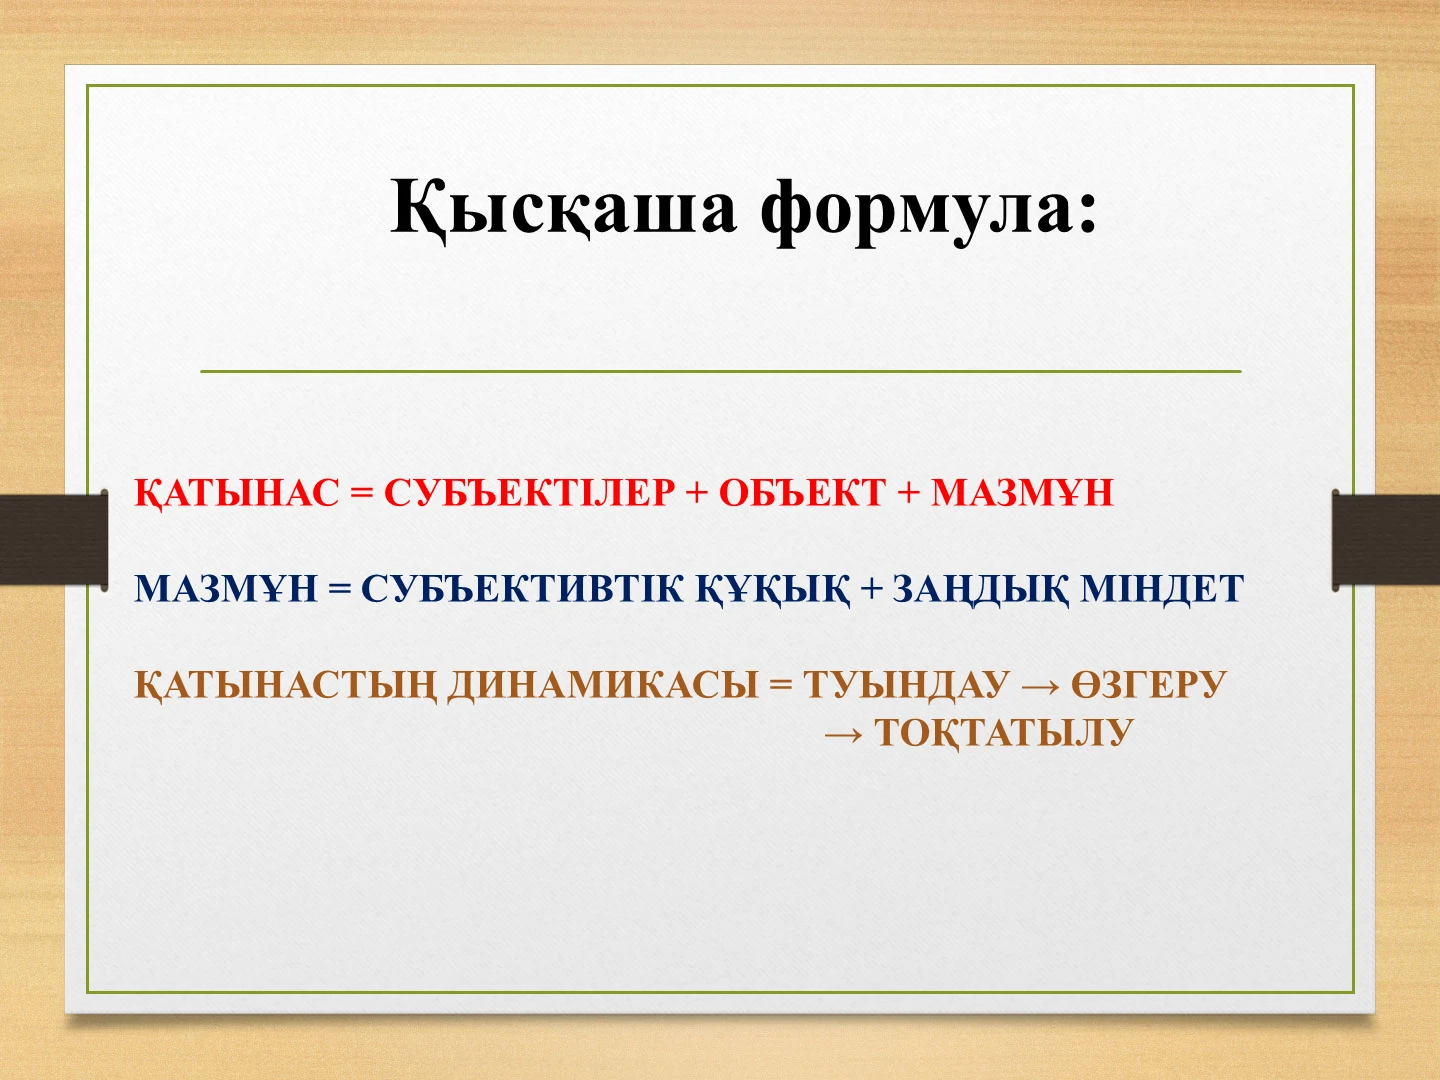 Қысқаша формула:
ҚАТЫНАС = СУБЪЕКТІЛЕР + ОБЪЕКТ + МАЗМҰН
МАЗМҰН = СУБЪЕКТИВТІК ҚҰҚЫҚ + ЗАҢДЫҚ МІНДЕТ
ҚАТЫНАСТЫҢ ДИНАМИКАСЫ = ТУЫНДАУ → ӨЗГЕРУ
→ ТОҚТАТЫЛУ